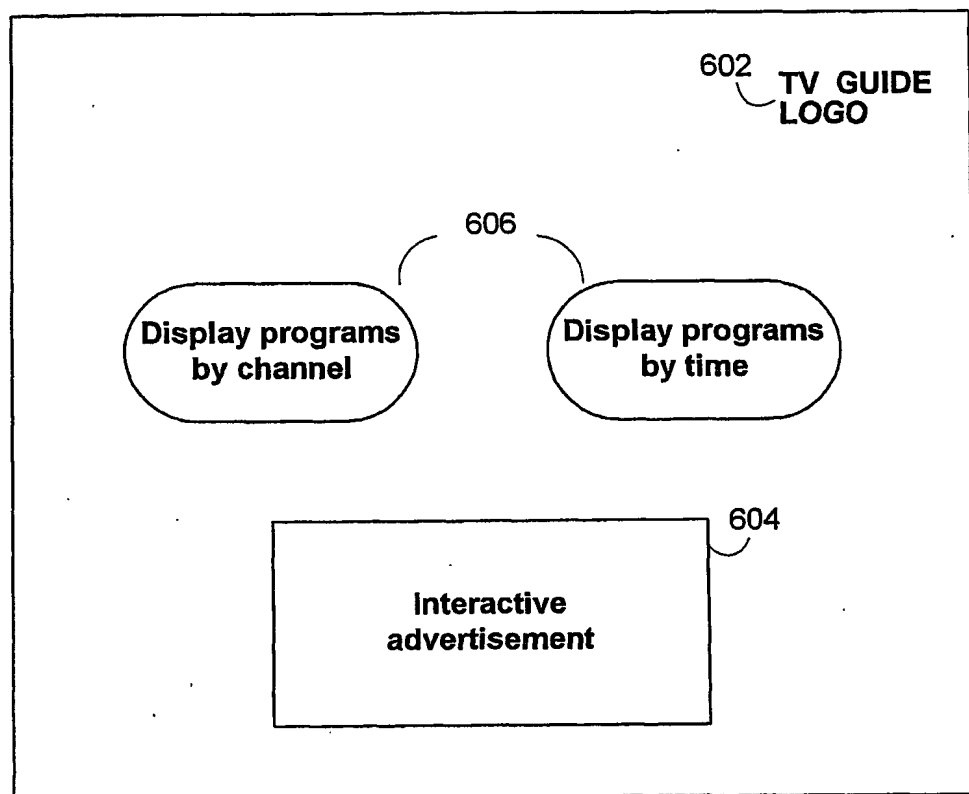 602
TV GUIDE
LOGO
606
Display programs
by channel
Display programs
by time
604
Interactive
advertisement